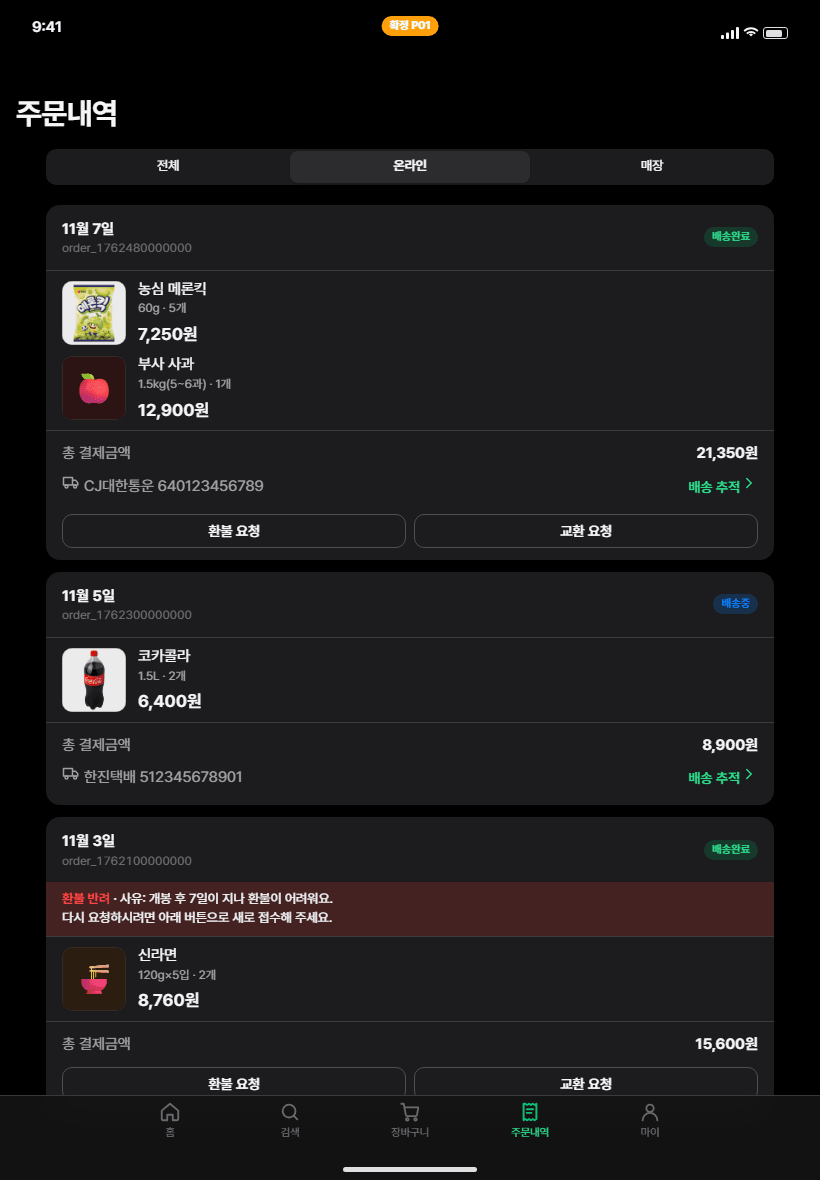 9:41
확정 P01
주문내역
전체
온라인
매장
11월 7일
order_1762480000000
배송완료
메론킥
농심 메론킥
60g · 5개
7,250원
부사 사과
1.5kg(5~6과) · 1개
12,900원
총 결제금액
21,350원
CJ대한통운 640123456789
배송 추적
환불 요청
교환 요청
11월 5일
order_1762300000000
배송중
Coca-Cola
코카콜라
1.5L · 2개
6,400원
총 결제금액
8,900원
한진택배 512345678901
배송 추적
11월 3일
order_1762100000000
배송완료
환불 반려 · 사유: 개봉 후 7일이 지나 환불이 어려워요.
다시 요청하시려면 아래 버튼으로 새로 접수해 주세요.
신라면
120g×5입 · 2개
8,760원
총 결제금액
15,600원
환불 요청
교환 요청
홈
검색
장바구니
주문내역
마이